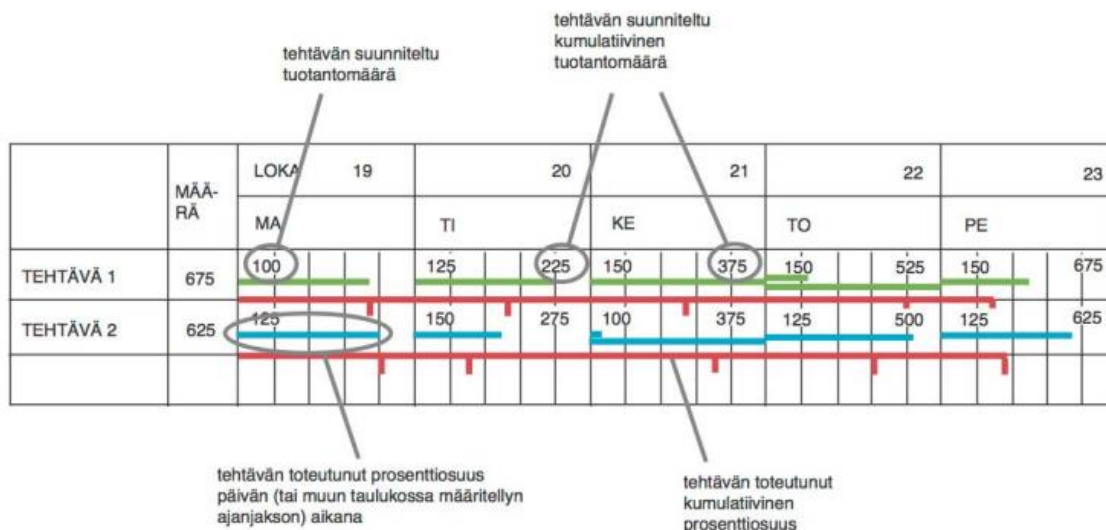 tehtävän suunniteltu
tuotantomäärä
tehtävän suunniteltu
kumulatiivinen
tuotantomäärä
MÄÄ-
RÄ
LOKA 19 20 21 22 23
MA TI KE TO PE
TEHTÄVÄ 1 675 100 125 225 150 375 150 525 150 675
TEHTÄVÄ 2 625 125 150 275 100 375 125 500 125 625
tehtävän toteutunut prosenttiosuus
päivän (tai muun taulukossa määritellyn
ajanjakson) aikana
tehtävän toteutunut
kumulatiivinen
prosenttiosuus